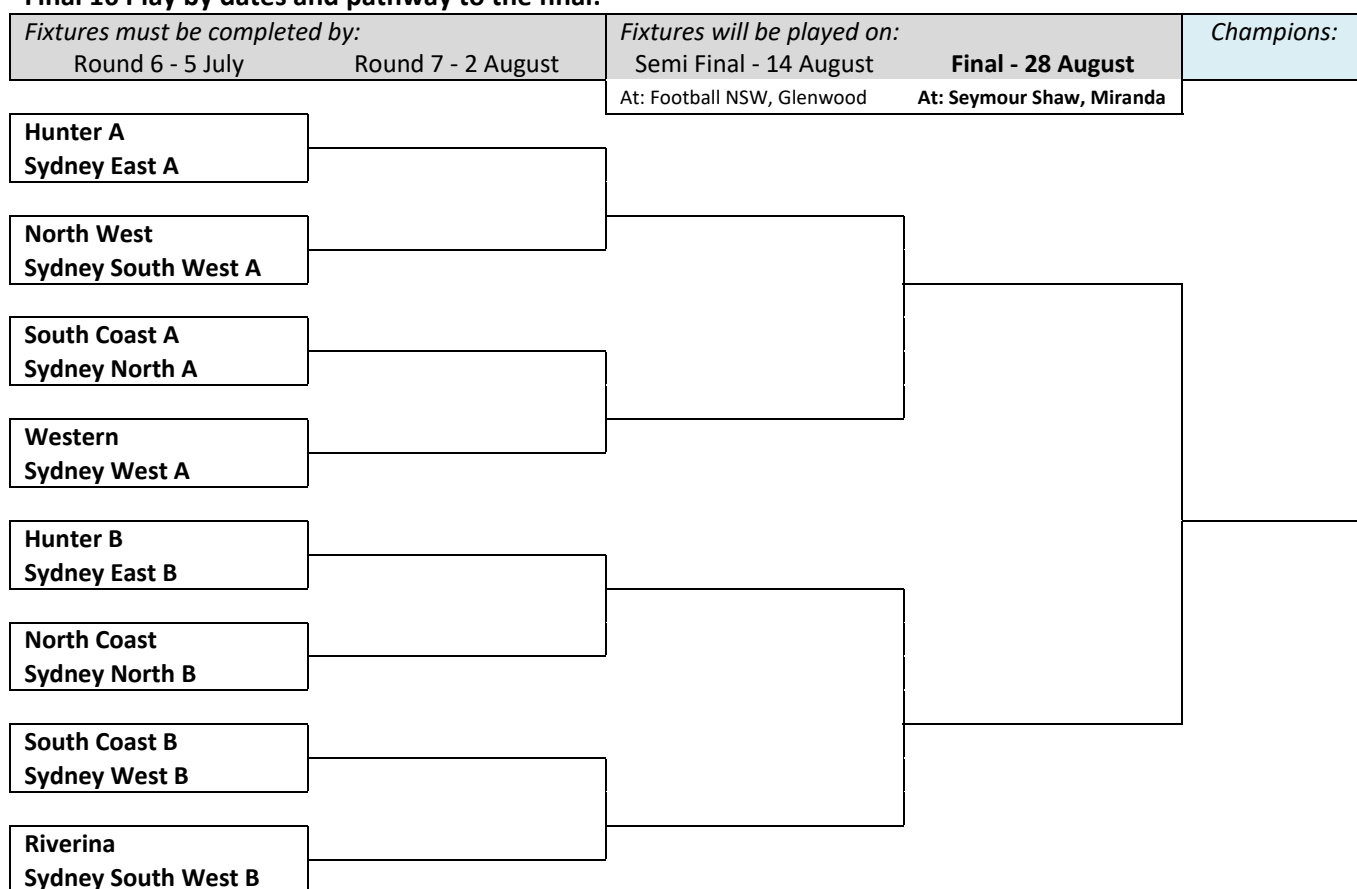 Final 16 Play by dates and pathway to the final:
Fixtures must be completed by: Fixtures will be played on: Champions:
Round 6 - 5 July Round 7 - 2 August Semi Final - 14 August Final - 28 August
At: Football NSW, Glenwood At: Seymour Shaw, Miranda
Hunter A
Sydney East A
North West
Sydney South West A
South Coast A
Sydney North A
Western
Sydney West A
Hunter B
Sydney East B
North Coast
Sydney North B
South Coast B
Sydney West B
Riverina
Sydney South West B